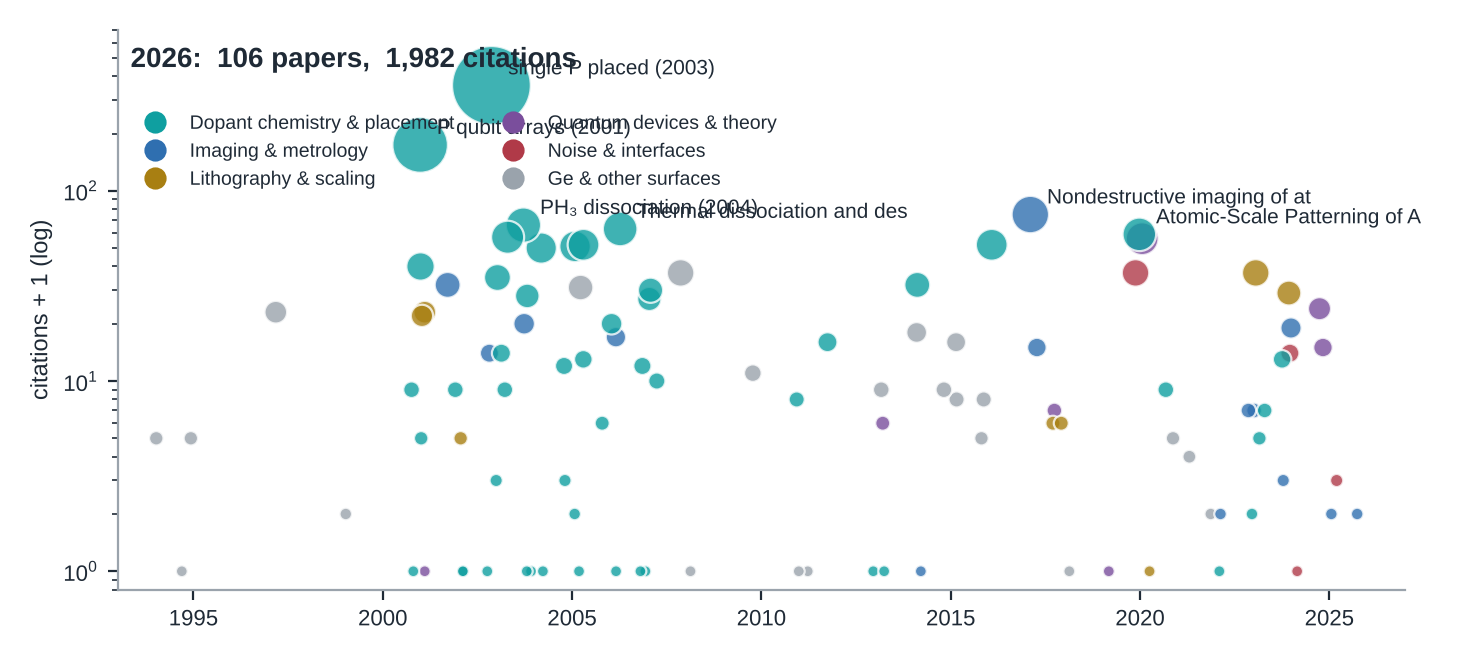 2026: 106 papers, 1,982 citations
single P placed (2003)
Dopant chemistry & placement
Quantum devices & theory
P qubit arrays (2001)
Imaging & metrology
Noise & interfaces
Lithography & scaling
Ge & other surfaces
PH₃ dissociation (2004)
Thermal dissociation and des
Nondestructive imaging of at
Atomic-Scale Patterning of A
citations + 1 (log)
10²
10¹
10⁰
1995 2000 2005 2010 2015 2020 2025